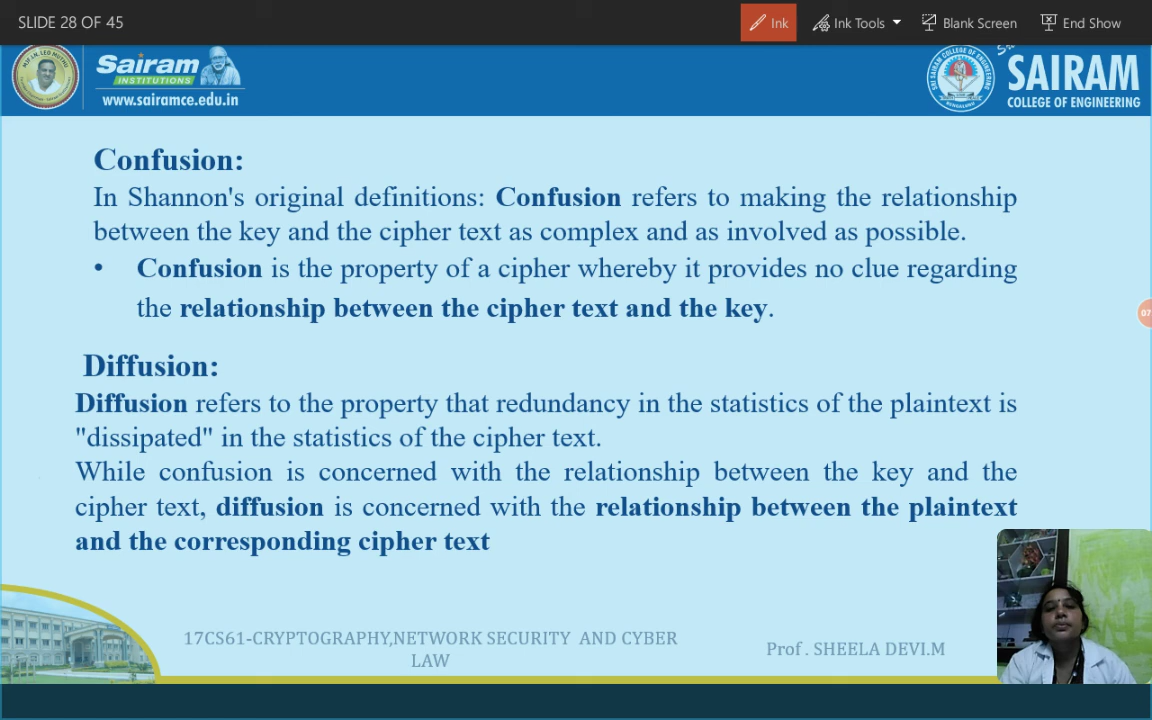 SLIDE 28 OF 45
Ink
Ink Tools
Blank Screen
End Show
Sairam
INSTITUTIONS
www.sairamce.edu.in
SAIRAM
COLLEGE OF ENGINEERING
Confusion:
In Shannon's original definitions: Confusion refers to making the relationship
between the key and the cipher text as complex and as involved as possible.
• Confusion is the property of a cipher whereby it provides no clue regarding
the relationship between the cipher text and the key.
Diffusion:
Diffusion refers to the property that redundancy in the statistics of the plaintext is
"dissipated" in the statistics of the cipher text.
While confusion is concerned with the relationship between the key and the
cipher text, diffusion is concerned with the relationship between the plaintext
and the corresponding cipher text
17CS61-CRYPTOGRAPHY,NETWORK SECURITY AND CYBER
LAW
Prof . SHEELA DEVI.M
07